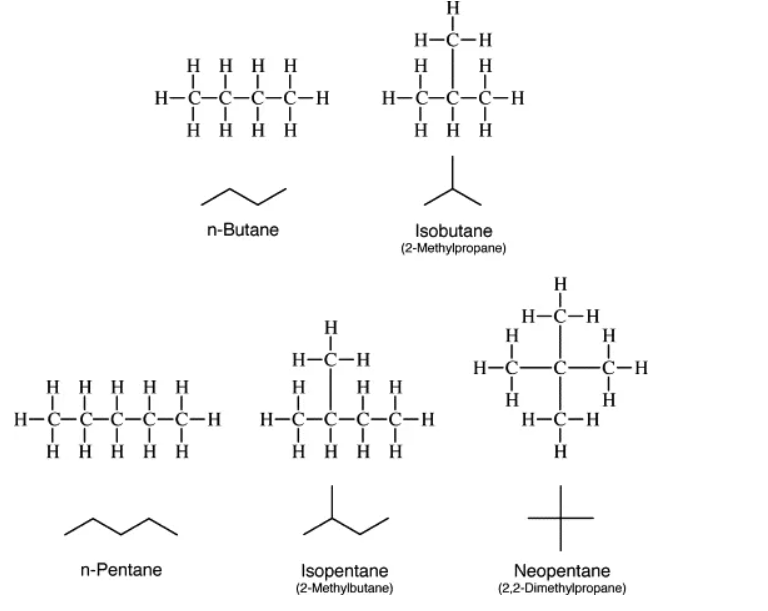 H
H-C-H
H H H H H H
H-C-C-C-C-H H-C-C-C-H
H H H H H H H
n-Butane Isobutane
(2-Methylpropane)
H
H H-C-H
H-C-H H H
H H H H H H H H H-C-C-C-H
H-C-C-C-C-C-H H-C-C-C-C-H H H
H H H H H H H H H H-C-H
H
n-Pentane Isopentane Neopentane
(2-Methylbutane) (2,2-Dimethylpropane)